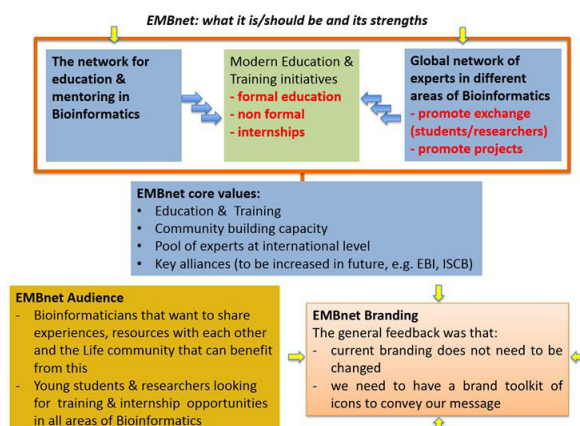 EMBnet: what it is/should be and its strengths
The network for
education &
mentoring in
Bioinformatics
Modern Education &
Training initiatives
- formal education
- non formal
- internships
Global network of
experts in different
areas of Bioinformatics
- promote exchange
(students/researchers)
- promote projects
EMBnet core values:
• Education & Training
• Community building capacity
• Pool of experts at international level
• Key alliances (to be increased in future, e.g. EBI, ISCB)
EMBnet Audience
- Bioinformaticians that want to share
experiences, resources with each other
and the Life community that can benefit
from this
- Young students & researchers looking
for training & internship opportunities
in all areas of Bioinformatics
EMBnet Branding
The general feedback was that:
- current branding does not need to be
changed
- we need to have a brand toolkit of
icons to convey our message